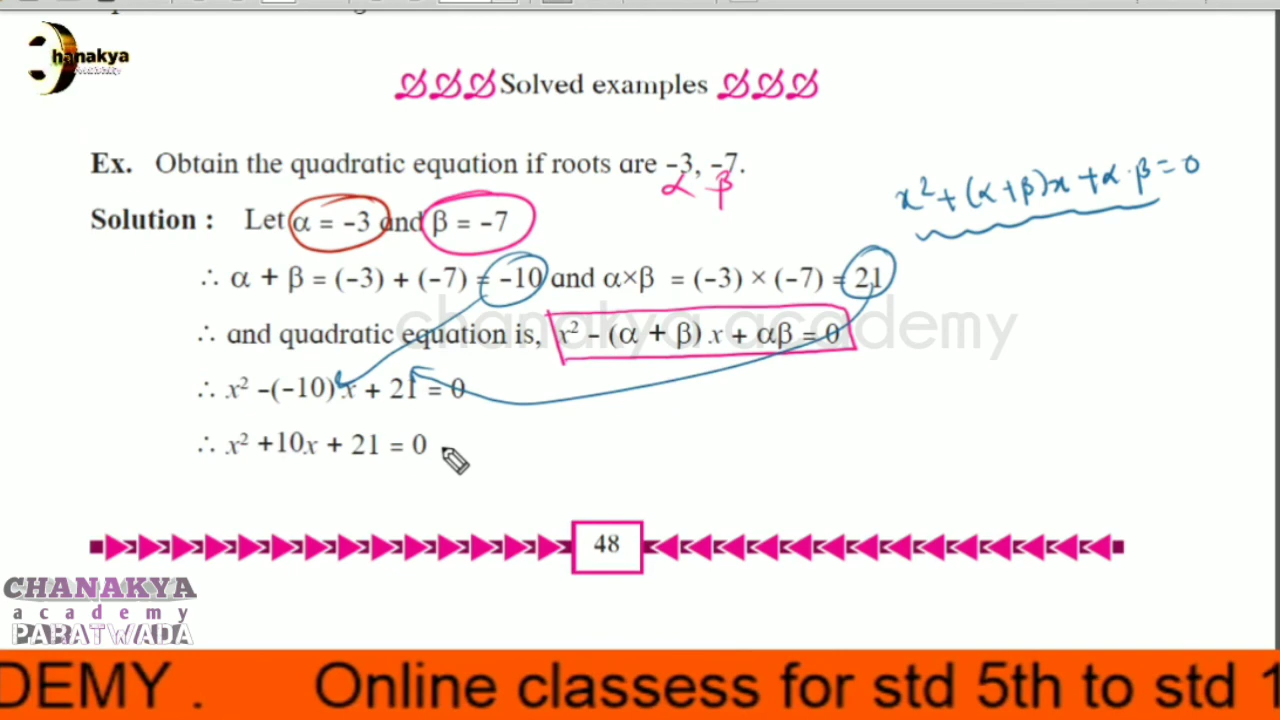 Chanakya
Solved examples
Ex. Obtain the quadratic equation if roots are -3, -7.
α β
x² + (α+β)x + α·β = 0
Solution : Let α = -3 and β = -7
∴ α + β = (-3) + (-7) = -10 and α×β = (-3) × (-7) = 21
chanakya academy
∴ and quadratic equation is, x² - (α + β) x + αβ = 0
∴ x² -(-10) x + 21 = 0
∴ x² +10x + 21 = 0
48
CHANAKYA
academy
PARATWADA
DEMY . Online classess for std 5th to std 1